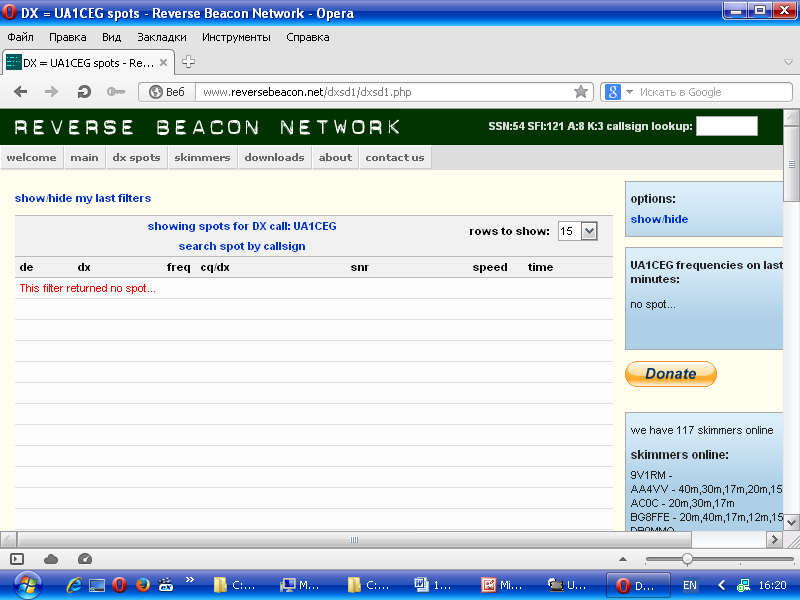 DX = UA1CEG spots - Reverse Beacon Network - Opera
Файл Правка Вид Закладки Инструменты Справка
DX = UA1CEG spots - Re...
Веб www.reversebeacon.net/dxsd1/dxsd1.php Искать в Google
REVERSE BEACON NETWORK
SSN:54 SFI:121 A:8 K:3 callsign lookup:
welcome main dx spots skimmers downloads about contact us
show/hide my last filters
showing spots for DX call: UA1CEG
search spot by callsign
rows to show: 15
de dx freq cq/dx snr speed time
This filter returned no spot...
options:
show/hide
UA1CEG frequencies on last
minutes:
no spot...
Donate
we have 117 skimmers online
skimmers online:
9V1RM -
AA4VV - 40m,30m,17m,20m,15
AC0C - 20m,30m,17m
BG8FFE - 20m,40m,17m,12m,15
C:... M... C:... 1... Mi... U... D... EN 16:20